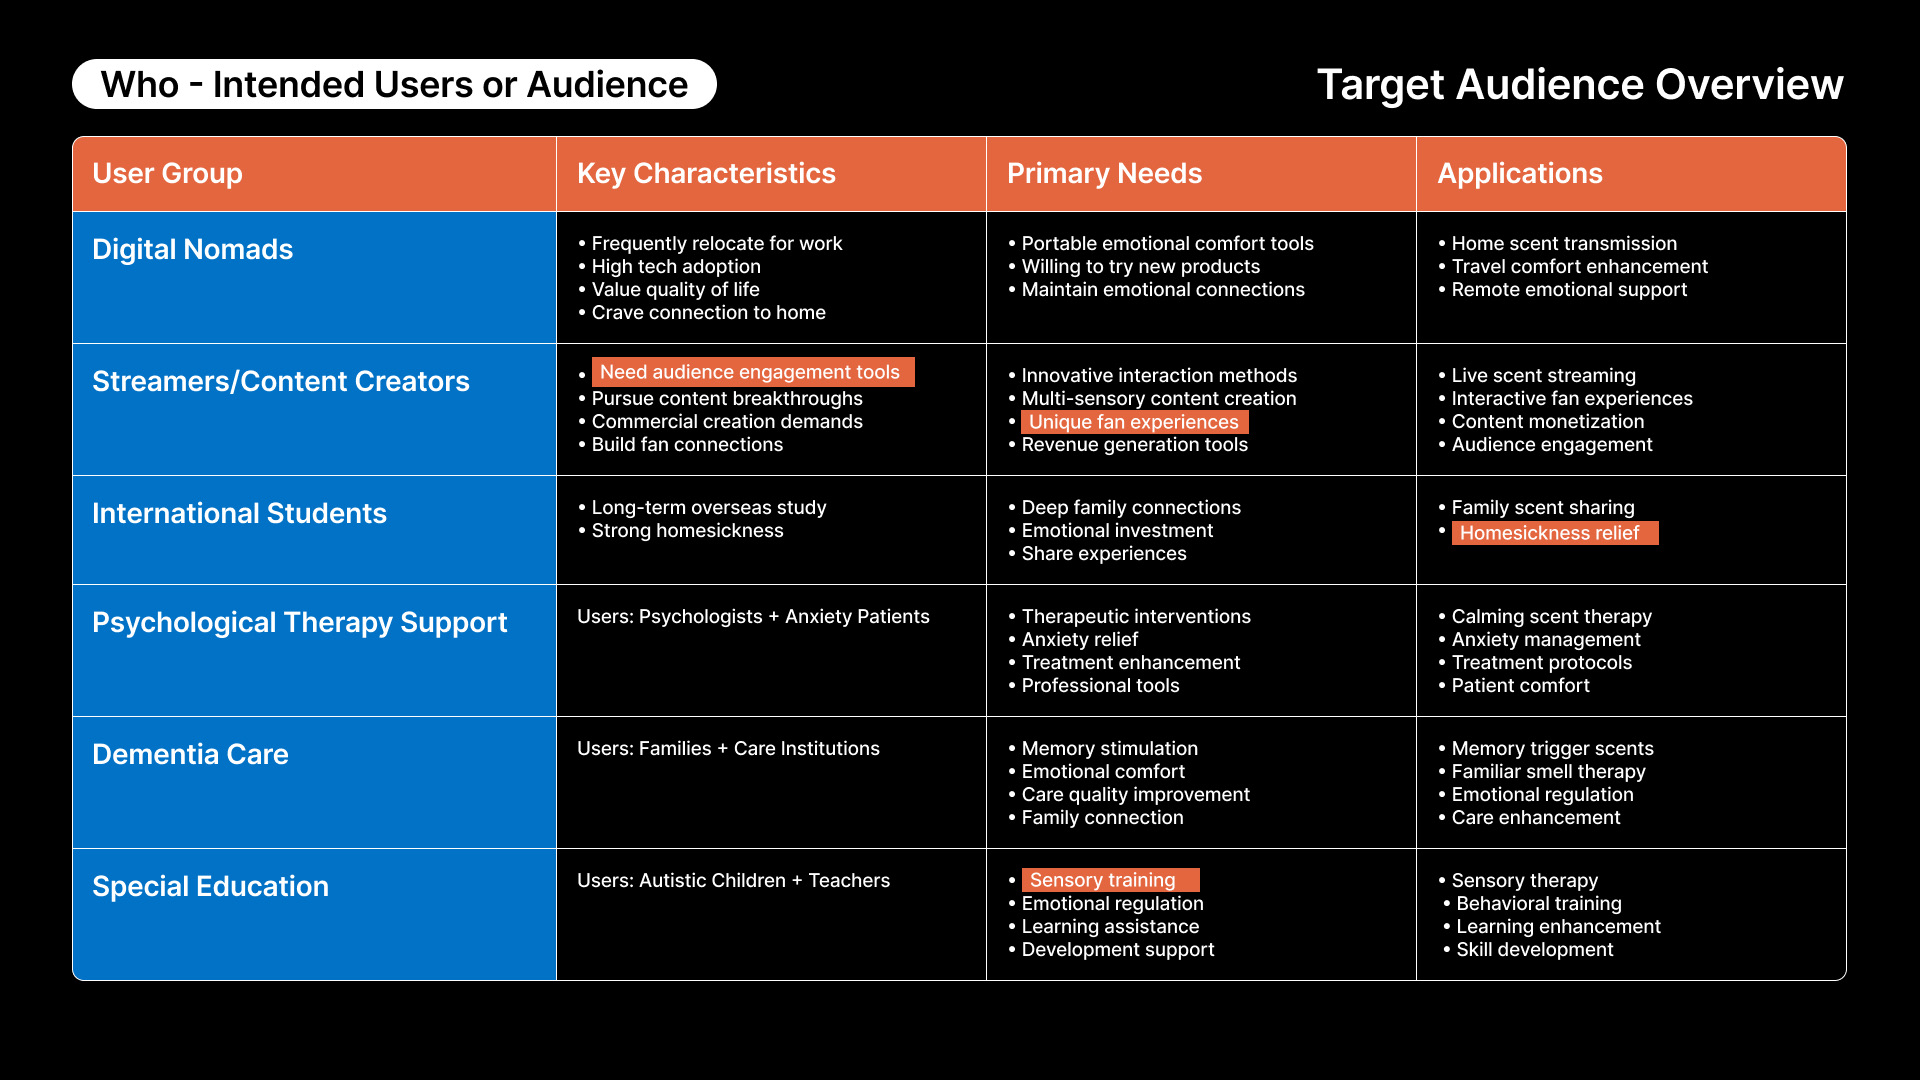 Who - Intended Users or Audience
Target Audience Overview
User Group
Key Characteristics
Primary Needs
Applications
Digital Nomads
• Frequently relocate for work
• High tech adoption
• Value quality of life
• Crave connection to home
• Portable emotional comfort tools
• Willing to try new products
• Maintain emotional connections
• Home scent transmission
• Travel comfort enhancement
• Remote emotional support
Streamers/Content Creators
• Need audience engagement tools
• Pursue content breakthroughs
• Commercial creation demands
• Build fan connections
• Innovative interaction methods
• Multi-sensory content creation
• Unique fan experiences
• Revenue generation tools
• Live scent streaming
• Interactive fan experiences
• Content monetization
• Audience engagement
International Students
• Long-term overseas study
• Strong homesickness
• Deep family connections
• Emotional investment
• Share experiences
• Family scent sharing
• Homesickness relief
Psychological Therapy Support
Users: Psychologists + Anxiety Patients
• Therapeutic interventions
• Anxiety relief
• Treatment enhancement
• Professional tools
• Calming scent therapy
• Anxiety management
• Treatment protocols
• Patient comfort
Dementia Care
Users: Families + Care Institutions
• Memory stimulation
• Emotional comfort
• Care quality improvement
• Family connection
• Memory trigger scents
• Familiar smell therapy
• Emotional regulation
• Care enhancement
Special Education
Users: Autistic Children + Teachers
• Sensory training
• Emotional regulation
• Learning assistance
• Development support
• Sensory therapy
• Behavioral training
• Learning enhancement
• Skill development